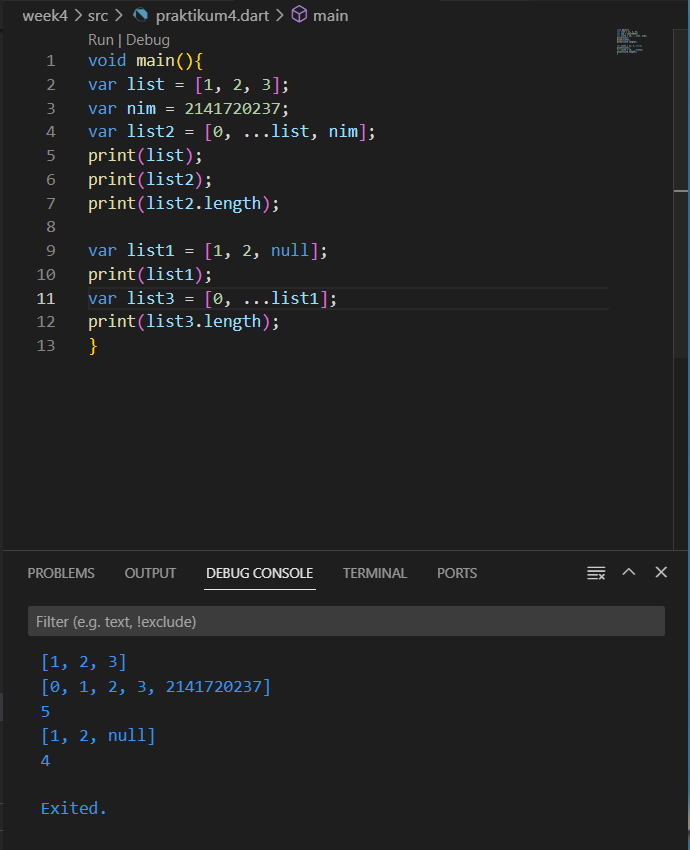 week4 > src > praktikum4.dart > main
Run | Debug
1 void main(){
2 var list = [1, 2, 3];
3 var nim = 2141720237;
4 var list2 = [0, ...list, nim];
5 print(list);
6 print(list2);
7 print(list2.length);
8
9 var list1 = [1, 2, null];
10 print(list1);
11 var list3 = [0, ...list1];
12 print(list3.length);
13 }
PROBLEMS OUTPUT DEBUG CONSOLE TERMINAL PORTS
Filter (e.g. text, !exclude)
[1, 2, 3]
[0, 1, 2, 3, 2141720237]
5
[1, 2, null]
4
Exited.